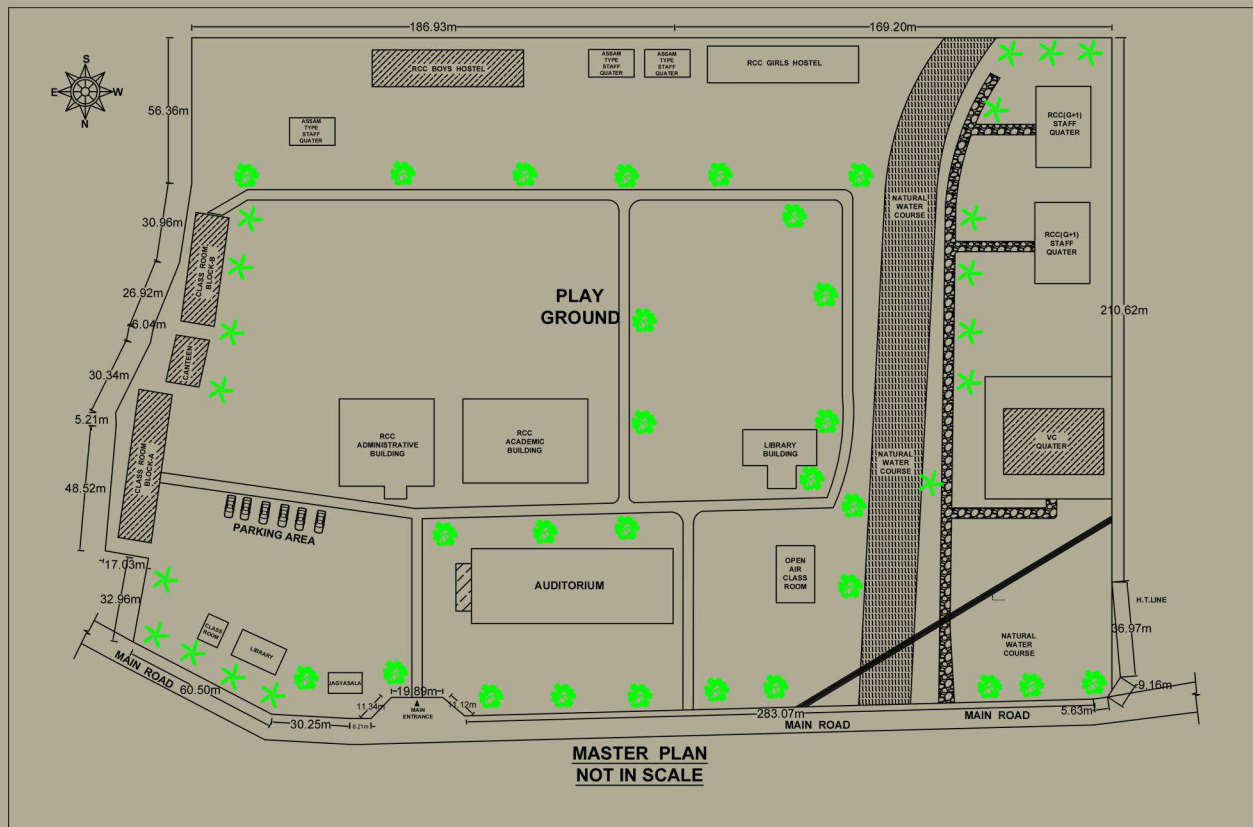 186.93m
169.20m
S
E
W
N
RCC BOYS HOSTEL
ASSAM
TYPE
STAFF
QUATER
ASSAM
TYPE
STAFF
QUATER
RCC GIRLS HOSTEL
56.36m
ASSAM
TYPE
STAFF
QUATER
RCC(G+1)
STAFF
QUATER
NATURAL
WATER
COURSE
30.96m
CLASS ROOM
BLOCK-B
RCC(G+1)
STAFF
QUATER
PLAY
GROUND
26.92m
6.04m
210.62m
CANTEEN
30.34m
5.21m
CLASS ROOM
BLOCK-A
RCC
ADMINISTRATIVE
BUILDING
RCC
ACADEMIC
BUILDING
LIBRARY
BUILDING
NATURAL
WATER
COURSE
VC
QUATER
48.52m
PARKING AREA
17.03m
AUDITORIUM
OPEN
AIR
CLASS
ROOM
32.96m
H.T.LINE
36.97m
CLASS
ROOM
LIBRARY
NATURAL
WATER
COURSE
MAIN ROAD
60.50m
JAGYASALA
19.89m
11.34m
MAIN
ENTRANCE
11.12m
9.16m
30.25m
5.21m
283.07m
MAIN ROAD
MAIN ROAD
5.63m
MASTER PLAN
NOT IN SCALE